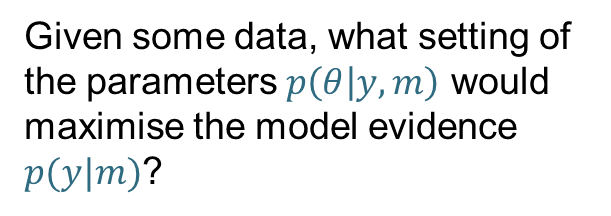 Given some data, what setting of
the parameters p(θ|y, m) would
maximise the model evidence
p(y|m)?